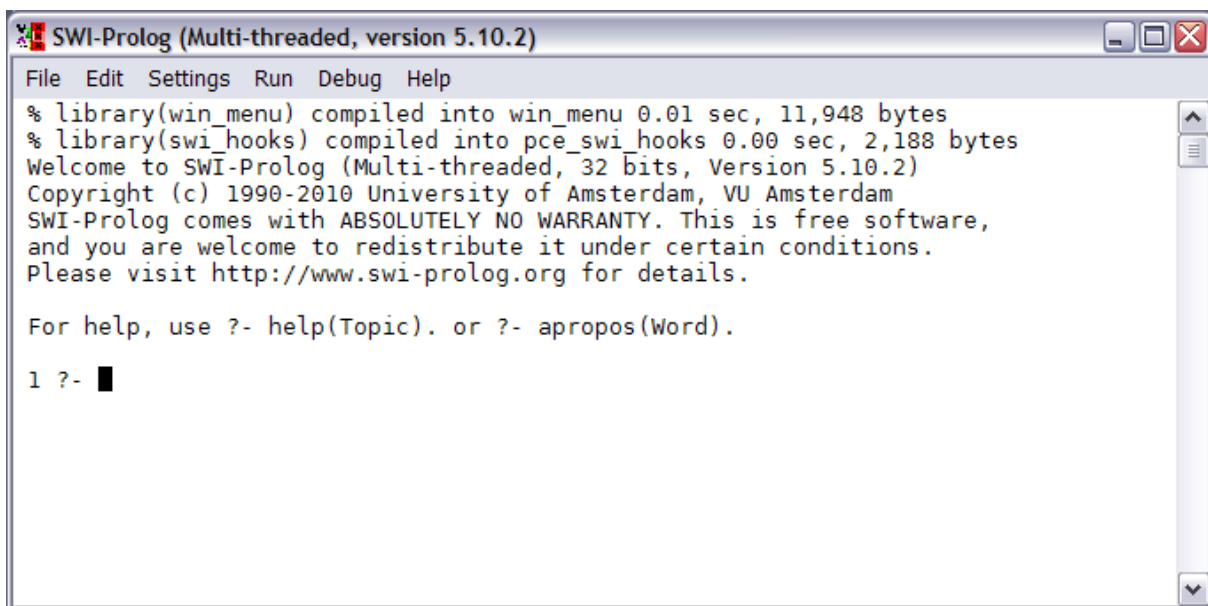 SWI-Prolog (Multi-threaded, version 5.10.2)
File Edit Settings Run Debug Help
% library(win_menu) compiled into win_menu 0.01 sec, 11,948 bytes
% library(swi_hooks) compiled into pce_swi_hooks 0.00 sec, 2,188 bytes
Welcome to SWI-Prolog (Multi-threaded, 32 bits, Version 5.10.2)
Copyright (c) 1990-2010 University of Amsterdam, VU Amsterdam
SWI-Prolog comes with ABSOLUTELY NO WARRANTY. This is free software,
and you are welcome to redistribute it under certain conditions.
Please visit http://www.swi-prolog.org for details.
For help, use ?- help(Topic). or ?- apropos(Word).
1 ?-